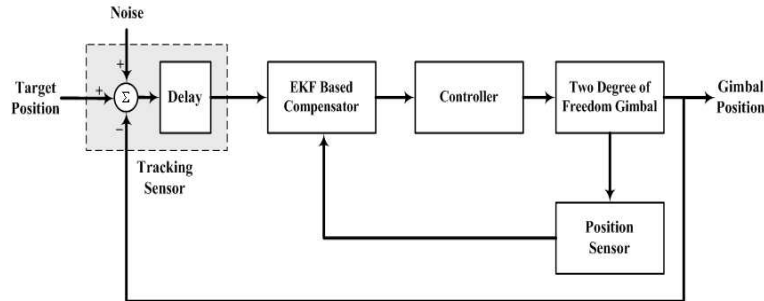 Noise
+
Target
Position
+
Σ
−
Delay
Tracking
Sensor
EKF Based
Compensator
Controller
Two Degree of
Freedom Gimbal
Gimbal
Position
Position
Sensor